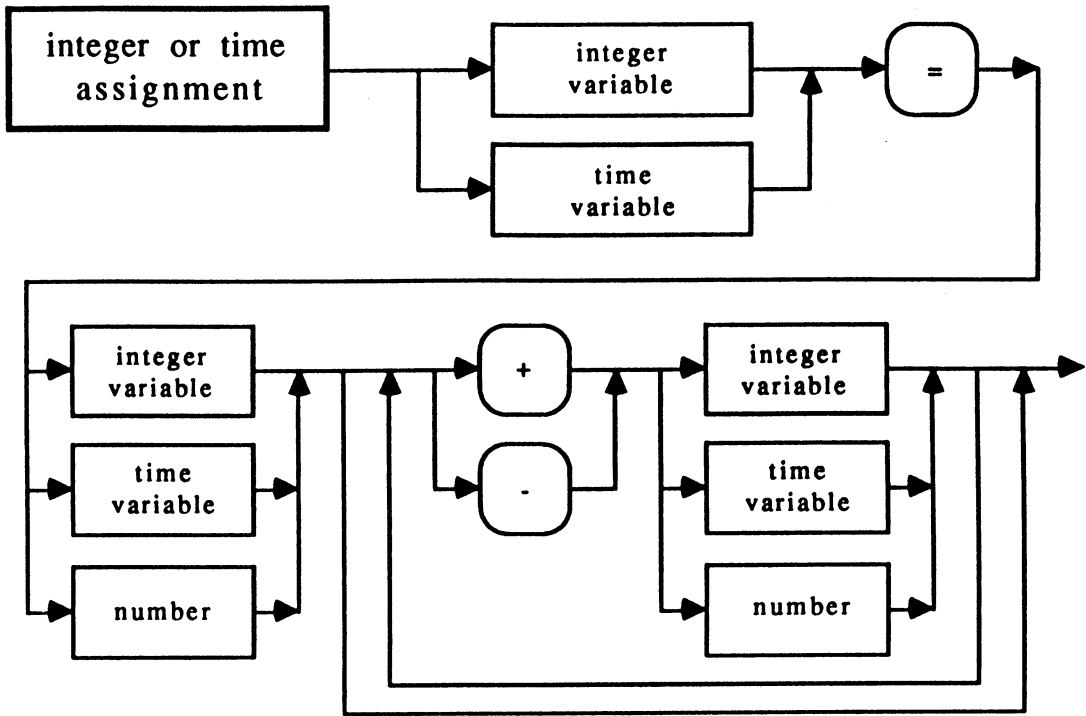 integer or time
assignment
integer
variable
=
time
variable
integer
variable
+
integer
variable
time
variable
-
time
variable
number
number